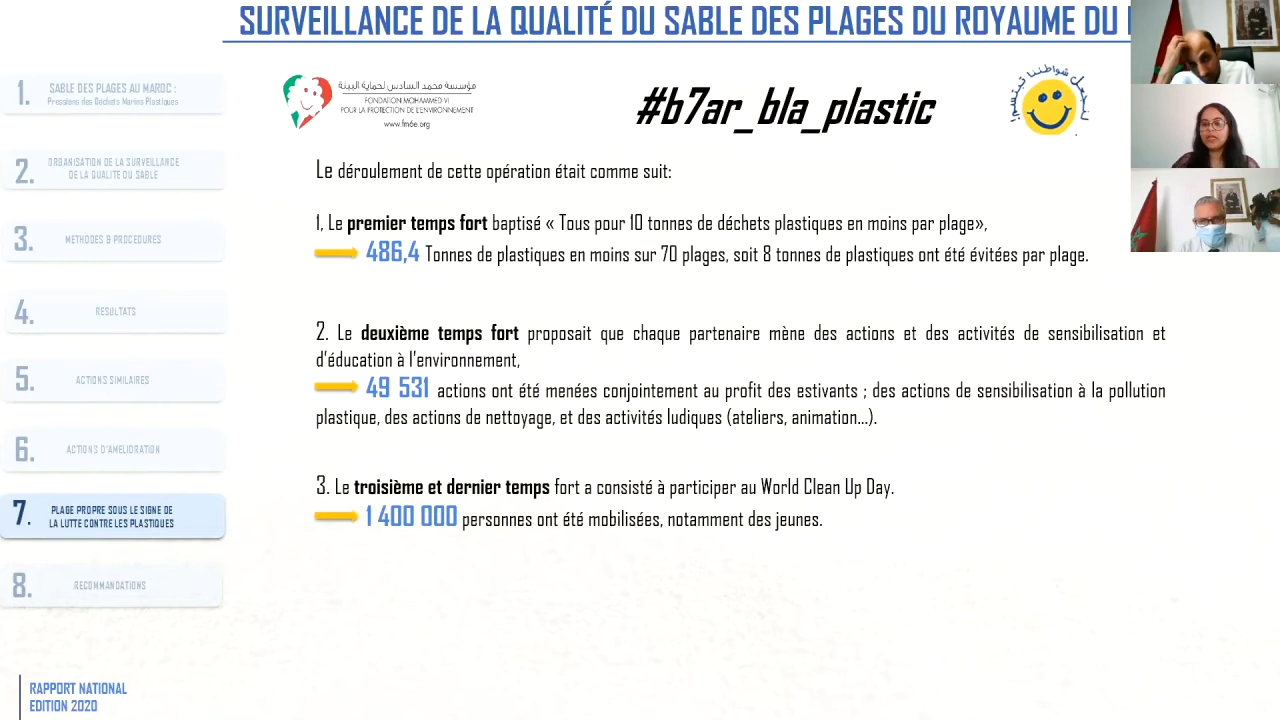 SURVEILLANCE DE LA QUALITÉ DU SABLE DES PLAGES DU ROYAUME DU
1.
SABLE DES PLAGES AU MAROC :
Pressions des Déchets Marins Plastiques
2.
ORGANISATION DE LA SURVEILLANCE
DE LA QUALITE DU SABLE
3.
METHODES & PROCEDURES
4.
RESULTATS
5.
ACTIONS SIMILAIRES
6.
ACTIONS D'AMELIORATION
7.
PLAGE PROPRE SOUS LE SIGNE DE
LA LUTTE CONTRE LES PLASTIQUES
8.
RECOMMANDATIONS
RAPPORT NATIONAL
EDITION 2020
مؤسسة محمد السادس لحماية البيئة
FONDATION MOHAMMED VI
POUR LA PROTECTION DE L'ENVIRONNEMENT
www.fm6e.org
#b7ar_bla_plastic
لنجعل شواطئنا تبتسم!
Le déroulement de cette opération était comme suit:
1, Le premier temps fort baptisé « Tous pour 10 tonnes de déchets plastiques en moins par plage»,
486,4 Tonnes de plastiques en moins sur 70 plages, soit 8 tonnes de plastiques ont été évitées par plage.
2. Le deuxième temps fort proposait que chaque partenaire mène des actions et des activités de sensibilisation et
d'éducation à l'environnement,
49 531 actions ont été menées conjointement au profit des estivants ; des actions de sensibilisation à la pollution
plastique, des actions de nettoyage, et des activités ludiques (ateliers, animation...).
3. Le troisième et dernier temps fort a consisté à participer au World Clean Up Day.
1 400 000 personnes ont été mobilisées, notamment des jeunes.